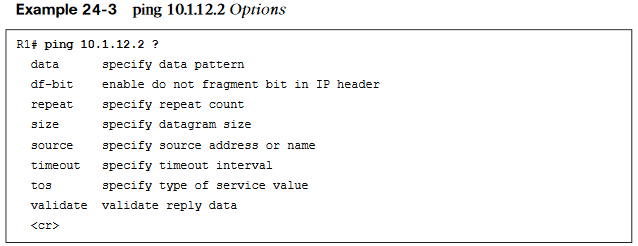 Example 24-3 ping 10.1.12.2 Options
R1# ping 10.1.12.2 ?
data specify data pattern
df-bit enable do not fragment bit in IP header
repeat specify repeat count
size specify datagram size
source specify source address or name
timeout specify timeout interval
tos specify type of service value
validate validate reply data
<cr>